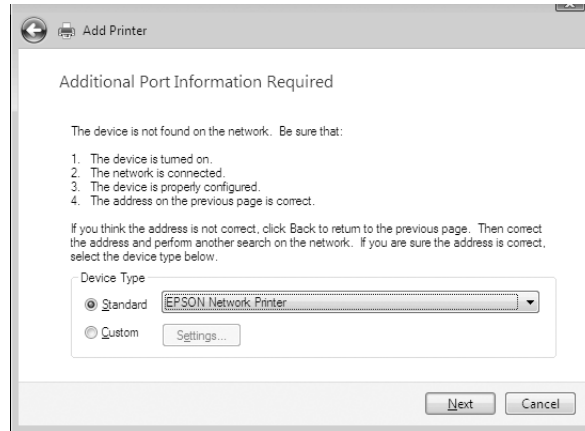 Add Printer
Additional Port Information Required
The device is not found on the network.  Be sure that:
1.  The device is turned on.
2.  The network is connected.
3.  The device is properly configured.
4.  The address on the previous page is correct.
If you think the address is not correct, click Back to return to the previous page.  Then correct
the address and perform another search on the network.  If you are sure the address is correct,
select the device type below.
Device Type
Standard EPSON Network Printer
Custom Settings...
Next Cancel